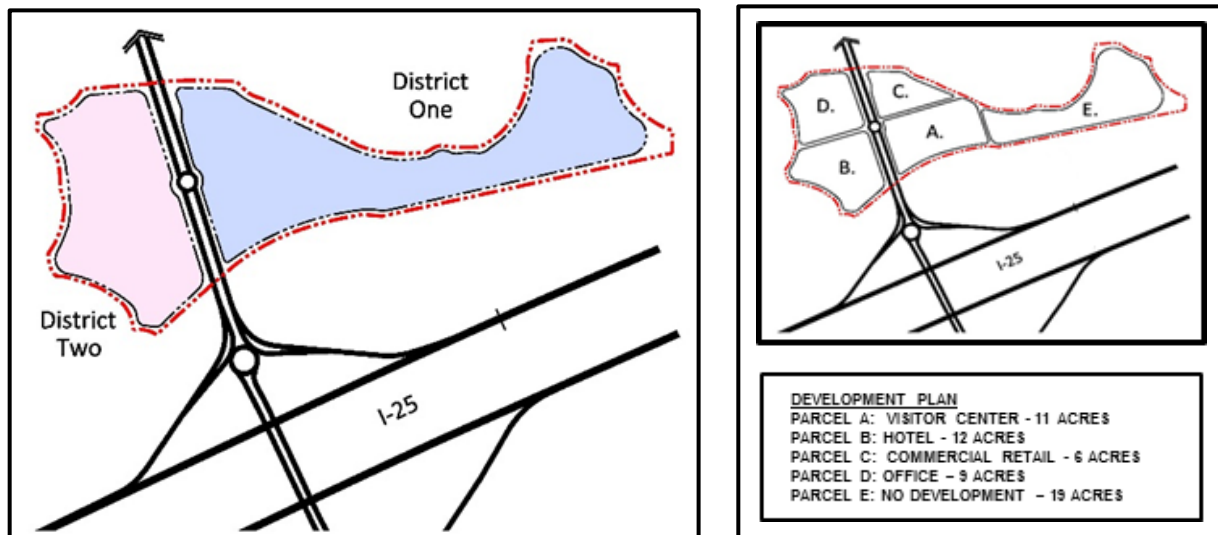 District
One
District
Two
I-25
D.
C.
A.
E.
B.
I-25
DEVELOPMENT PLAN
PARCEL A: VISITOR CENTER - 11 ACRES
PARCEL B: HOTEL - 12 ACRES
PARCEL C: COMMERCIAL RETAIL - 6 ACRES
PARCEL D: OFFICE – 9 ACRES
PARCEL E: NO DEVELOPMENT – 19 ACRES